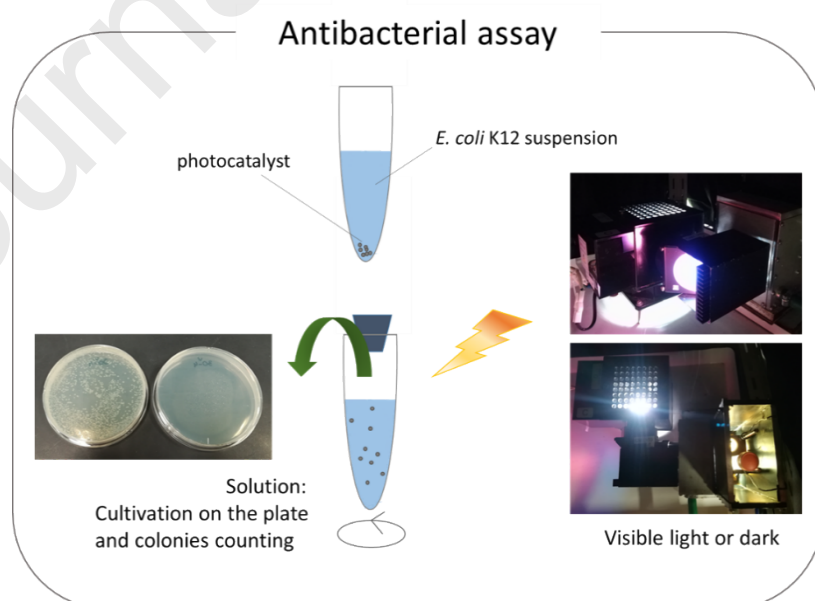 Antibacterial assay
photocatalyst
E. coli K12 suspension
Solution:
Cultivation on the plate
and colonies counting
Visible light or dark